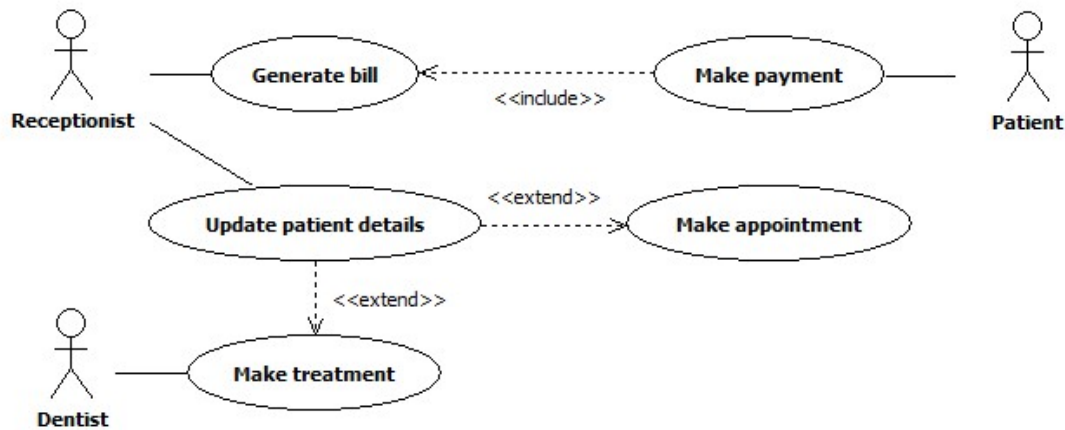 Generate bill
Make payment
<<include>>
Receptionist
Patient
<<extend>>
Update patient details
Make appointment
<<extend>>
Make treatment
Dentist